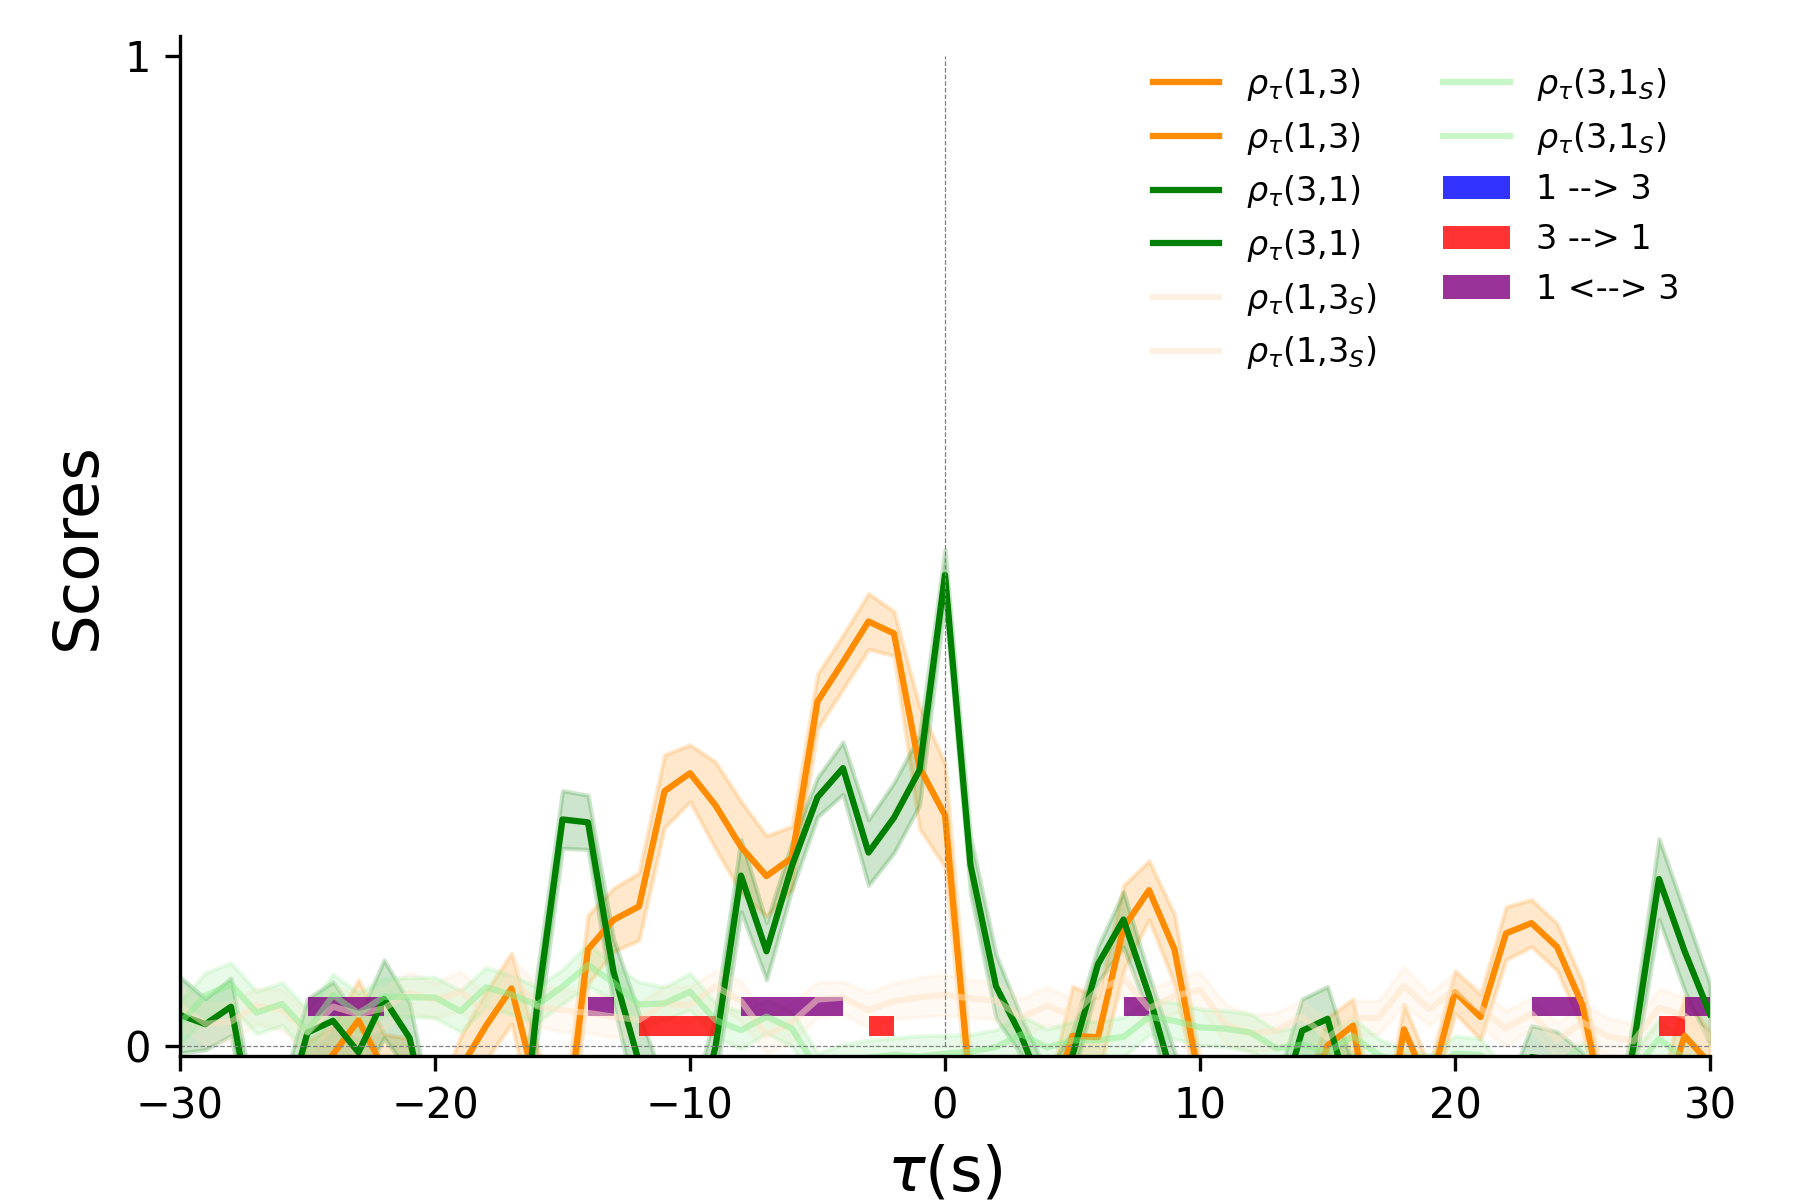 Scores
1
0
−30 −20 −10 0 10 20 30
τ(s)
ρτ(1,3)
ρτ(1,3)
ρτ(3,1)
ρτ(3,1)
ρτ(1,3S)
ρτ(1,3S)
ρτ(3,1S)
ρτ(3,1S)
1 --> 3
3 --> 1
1 <--> 3